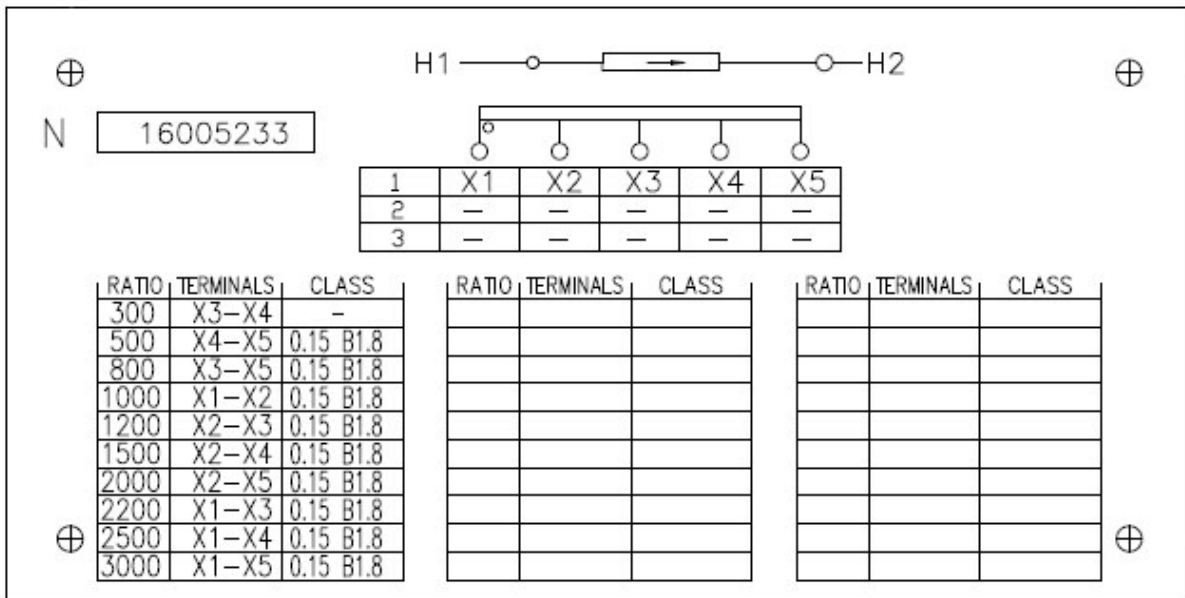 H1 H2
N 16005233
1 X1 X2 X3 X4 X5
2 — — — — —
3 — — — — —
RATIO TERMINALS CLASS RATIO TERMINALS CLASS RATIO TERMINALS CLASS
300 X3-X4 -
500 X4-X5 0.15 B1.8
800 X3-X5 0.15 B1.8
1000 X1-X2 0.15 B1.8
1200 X2-X3 0.15 B1.8
1500 X2-X4 0.15 B1.8
2000 X2-X5 0.15 B1.8
2200 X1-X3 0.15 B1.8
2500 X1-X4 0.15 B1.8
3000 X1-X5 0.15 B1.8